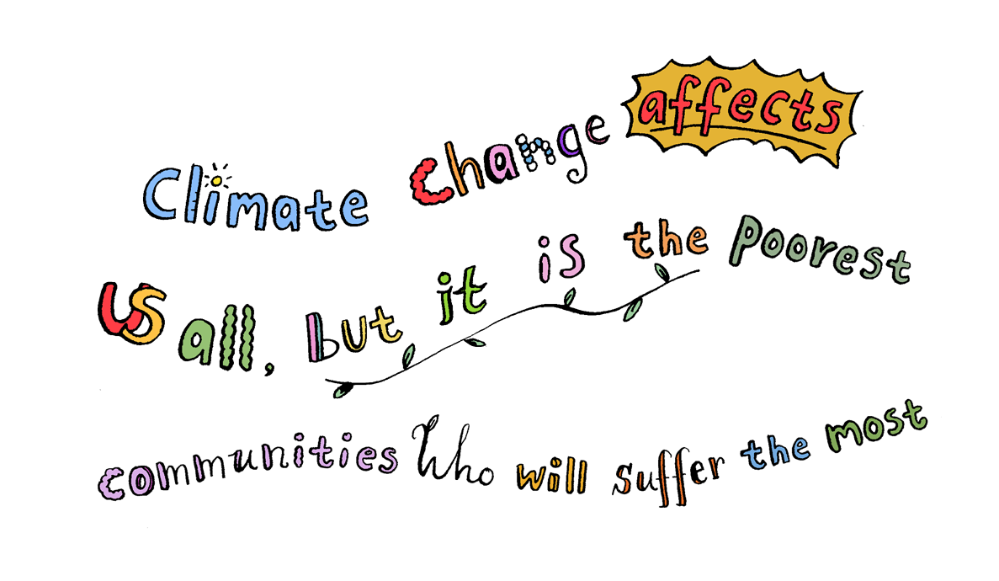 Climate Change affects
us all, but it is the poorest
communities who will suffer the most